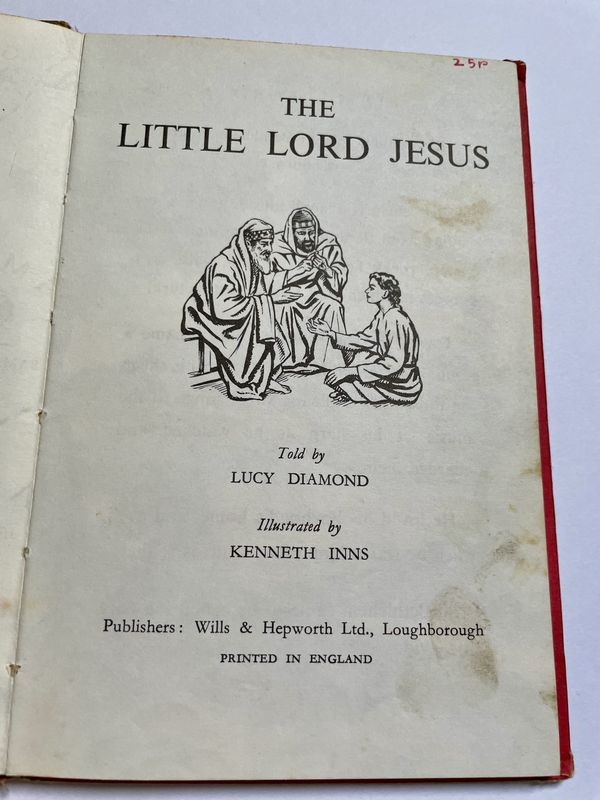 25P
THE
LITTLE LORD JESUS
Told by
LUCY DIAMOND
Illustrated by
KENNETH INNS
Publishers: Wills & Hepworth Ltd., Loughborough
PRINTED IN ENGLAND